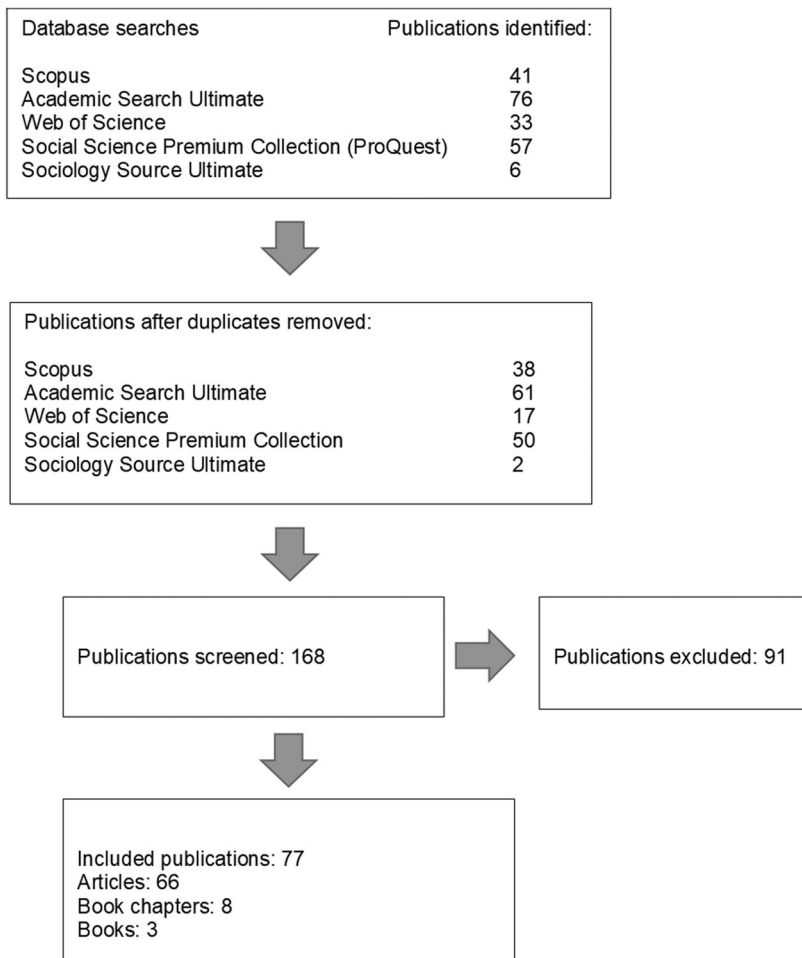 Database searches Publications identified:
Scopus 41
Academic Search Ultimate 76
Web of Science 33
Social Science Premium Collection (ProQuest) 57
Sociology Source Ultimate 6
Publications after duplicates removed:
Scopus 38
Academic Search Ultimate 61
Web of Science 17
Social Science Premium Collection 50
Sociology Source Ultimate 2
Publications screened: 168
Publications excluded: 91
Included publications: 77
Articles: 66
Book chapters: 8
Books: 3